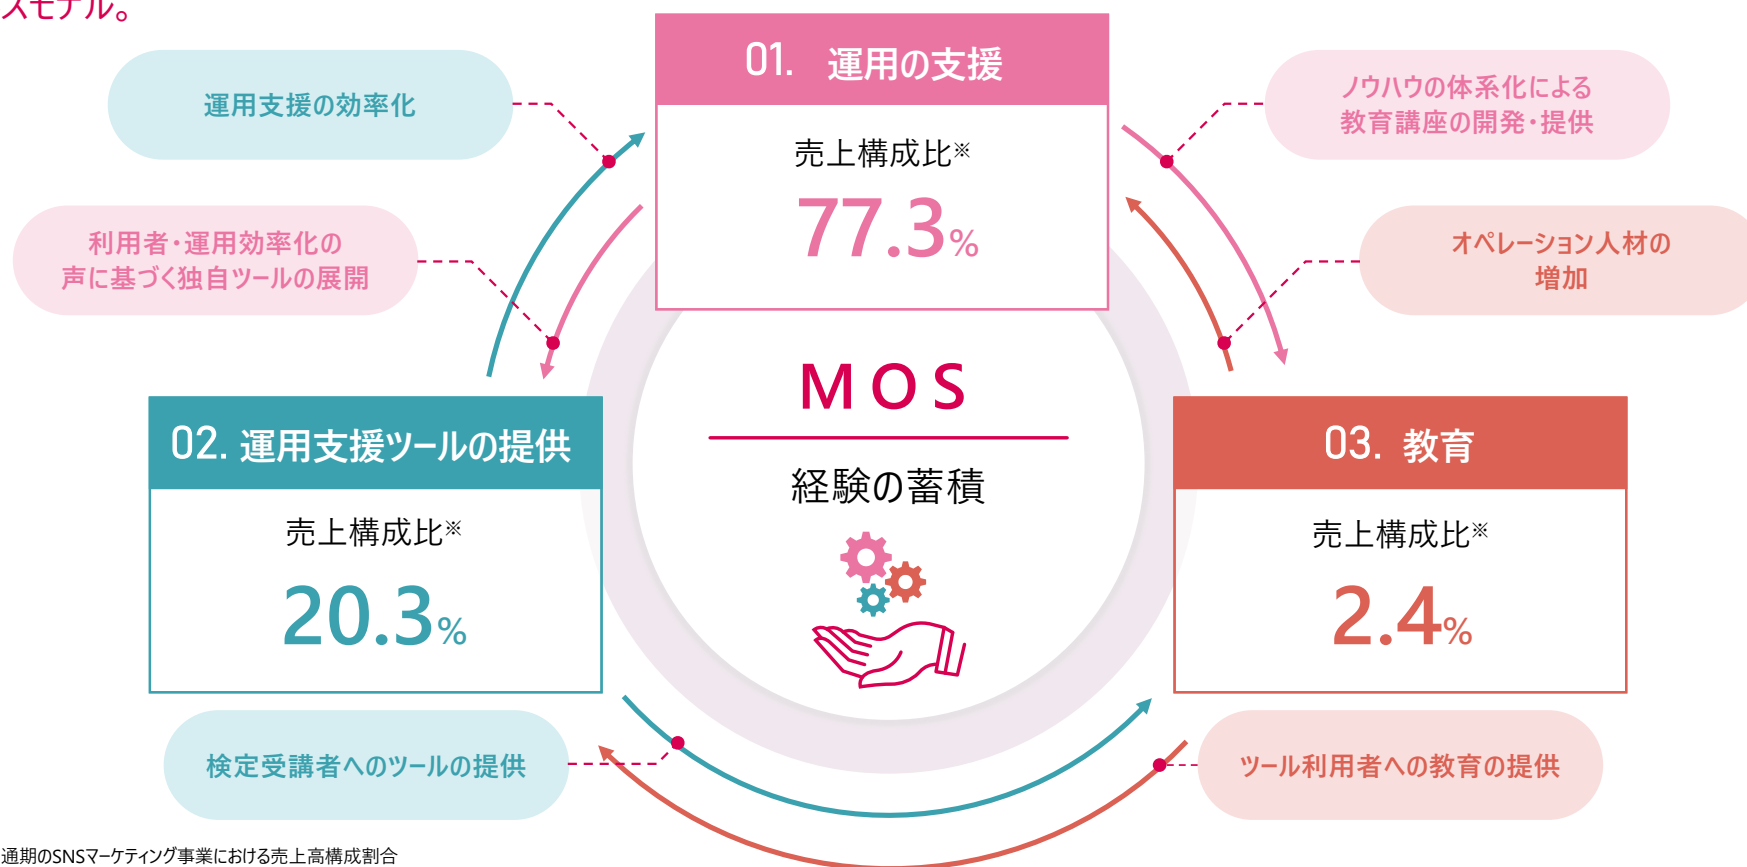 スモデル。
01. 運用の支援
売上構成比※
77.3%
運用支援の効率化
ノウハウの体系化による
教育講座の開発・提供
利用者・運用効率化の
声に基づく独自ツールの展開
オペレーション人材の
増加
MOS
経験の蓄積
02. 運用支援ツールの提供
売上構成比※
20.3%
03. 教育
売上構成比※
2.4%
検定受講者へのツールの提供
ツール利用者への教育の提供
通期のSNSマーケティング事業における売上高構成割合